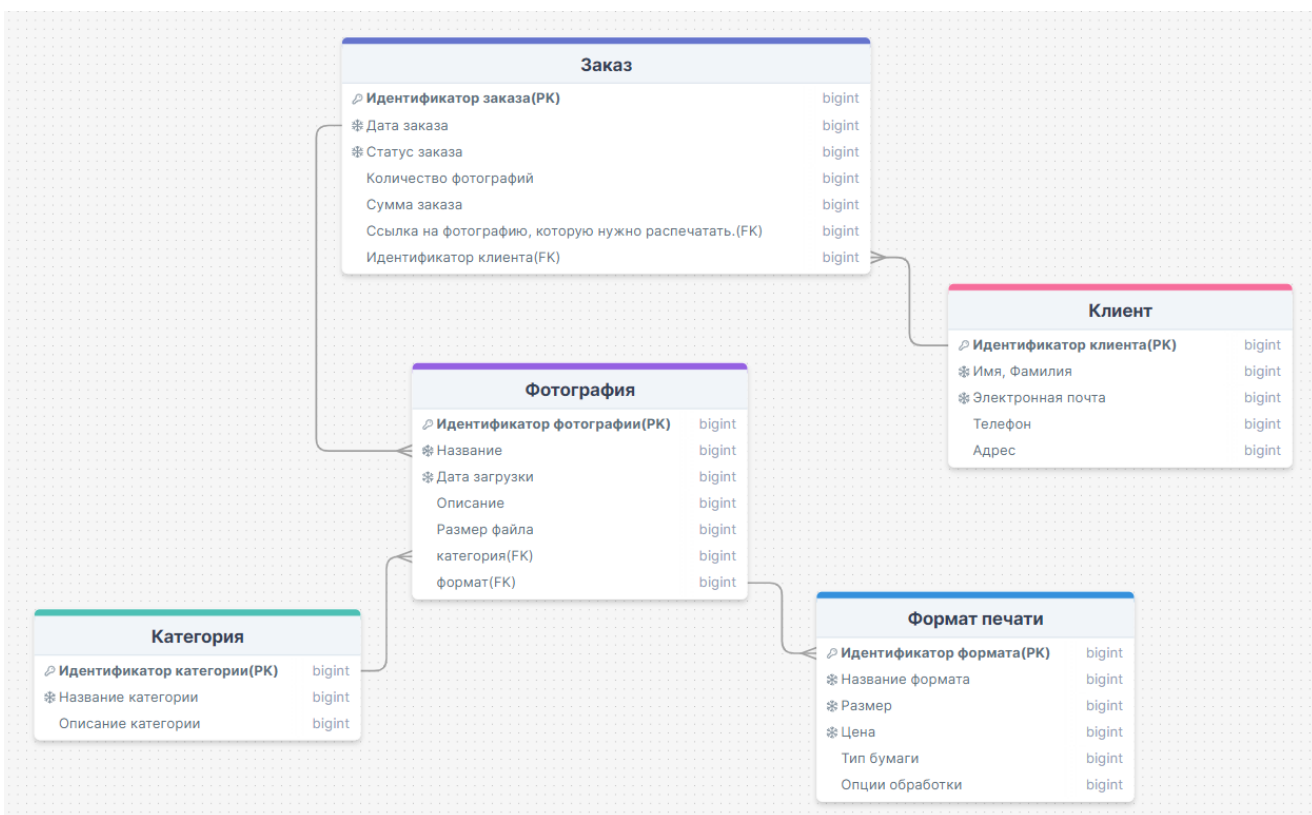 Заказ
Идентификатор заказа(PK) bigint
Дата заказа bigint
Статус заказа bigint
Количество фотографий bigint
Сумма заказа bigint
Ссылка на фотографию, которую нужно распечатать.(FK) bigint
Идентификатор клиента(FK) bigint
Клиент
Идентификатор клиента(PK) bigint
Имя, Фамилия bigint
Электронная почта bigint
Телефон bigint
Адрес bigint
Фотография
Идентификатор фотографии(PK) bigint
Название bigint
Дата загрузки bigint
Описание bigint
Размер файла bigint
категория(FK) bigint
формат(FK) bigint
Категория
Идентификатор категории(PK) bigint
Название категории bigint
Описание категории bigint
Формат печати
Идентификатор формата(PK) bigint
Название формата bigint
Размер bigint
Цена bigint
Тип бумаги bigint
Опции обработки bigint